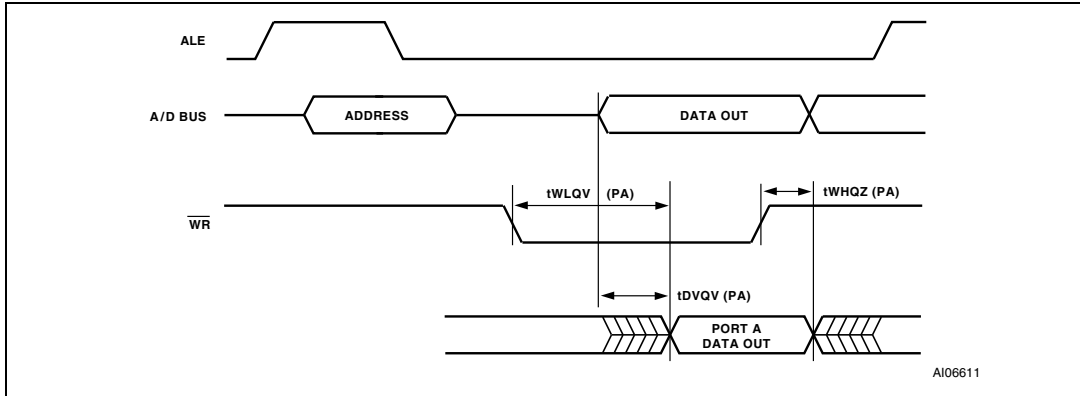 ALE
A/D BUS
ADDRESS
DATA OUT
tWLQV (PA)
tWHQZ (PA)
WR
tDVQV (PA)
PORT A
DATA OUT
AI06611